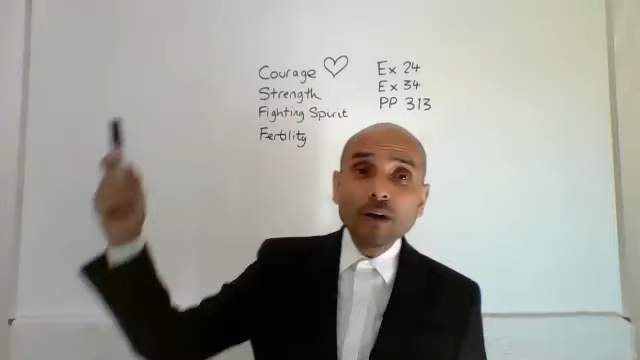 Courage
Strength
Fighting Spirit
Fertility
Ex 24
Ex 34
PP 313